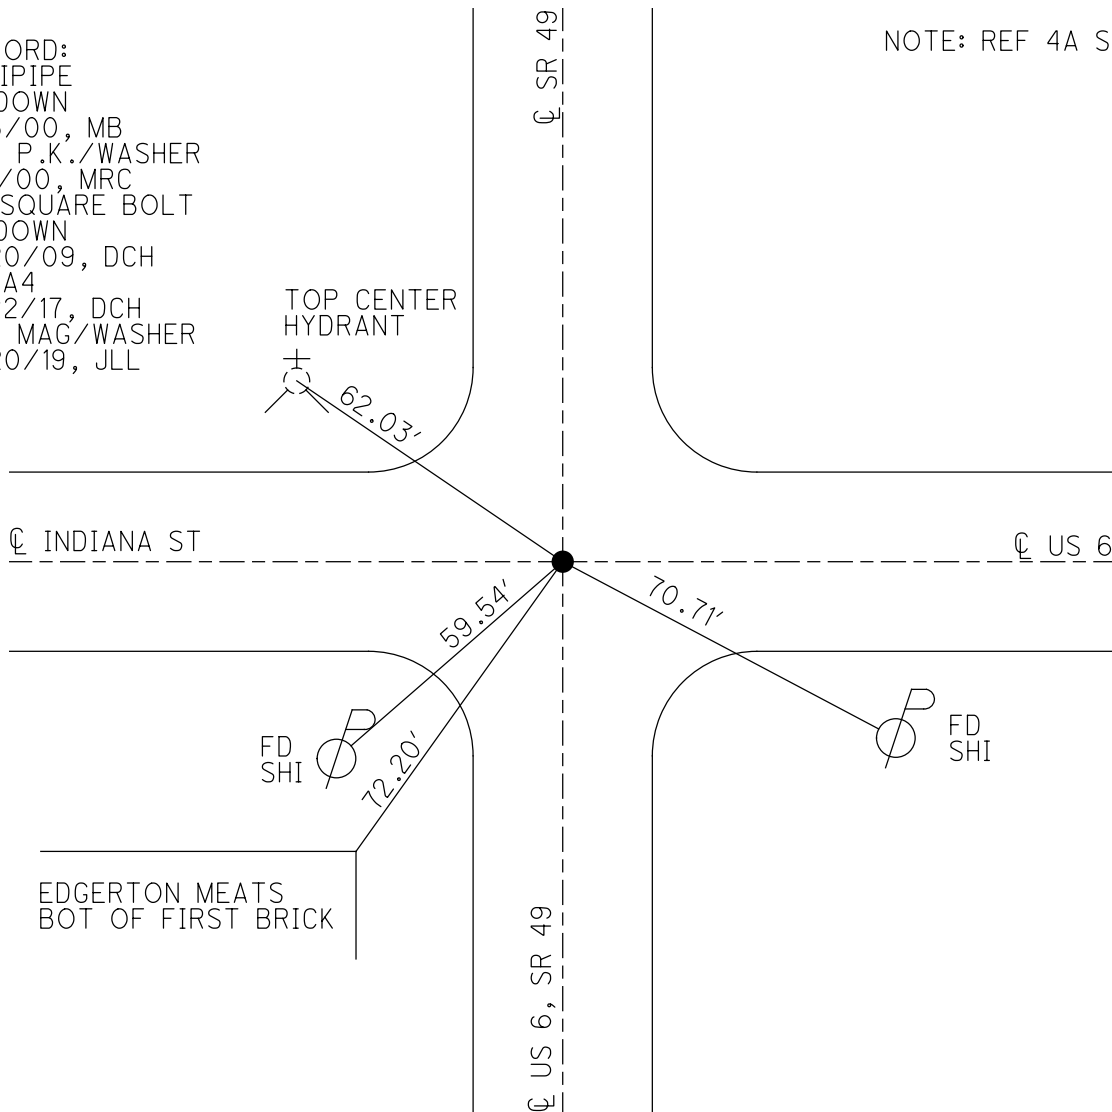 ORD:
IPIPE
DOWN
/00, MB
P.K./WASHER
/00, MRC
SQUARE BOLT
DOWN
0/09, DCH
A4
2/17, DCH
MAG/WASHER
0/19, JLL
℄ SR 49
NOTE: REF 4A S
TOP CENTER
HYDRANT
62.03'
℄ INDIANA ST
℄ US 6
59.54'
70.71'
72.20'
FD
SHI
FD
SHI
EDGERTON MEATS
BOT OF FIRST BRICK
℄ US 6, SR 49